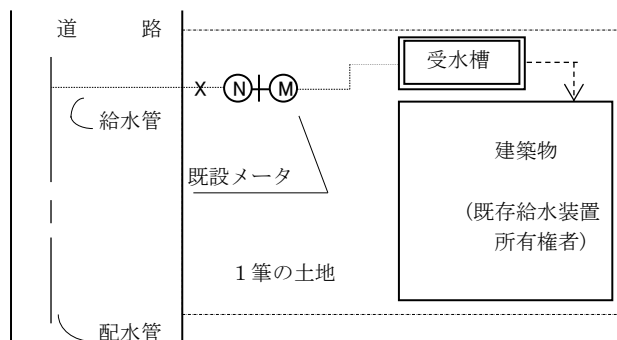 道　路
受水槽
X N M
給水管
建築物
既設メータ
(既存給水装置
所有権者)
１筆の土地
配水管